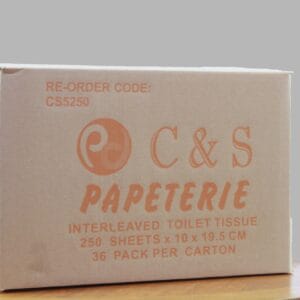 RE-ORDER CODE:
CS5250
C & S
PAPETERIE
INTERLEAVED TOILET TISSUE
250 SHEETS x 10 x 19.5 CM
36 PACK PER CARTON